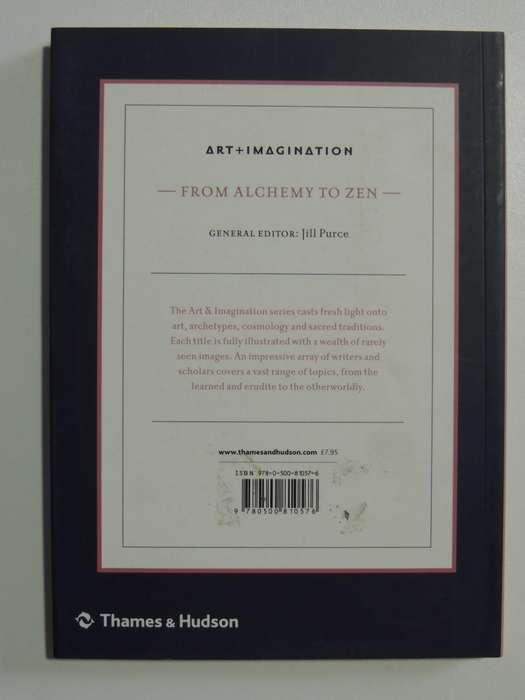 ART+IMAGINATION
— FROM ALCHEMY TO ZEN —
GENERAL EDITOR: Jill Purce
The Art & Imagination series casts fresh light onto
art, archetypes, cosmology and sacred traditions.
Each title is fully illustrated with a wealth of rarely
seen images. An impressive array of writers and
scholars covers a vast range of topics, from the
learned and erudite to the otherworldly.
www.thamesandhudson.com £7.95
ISBN 978-0-500-81057-6
9 780500 810576
Thames & Hudson